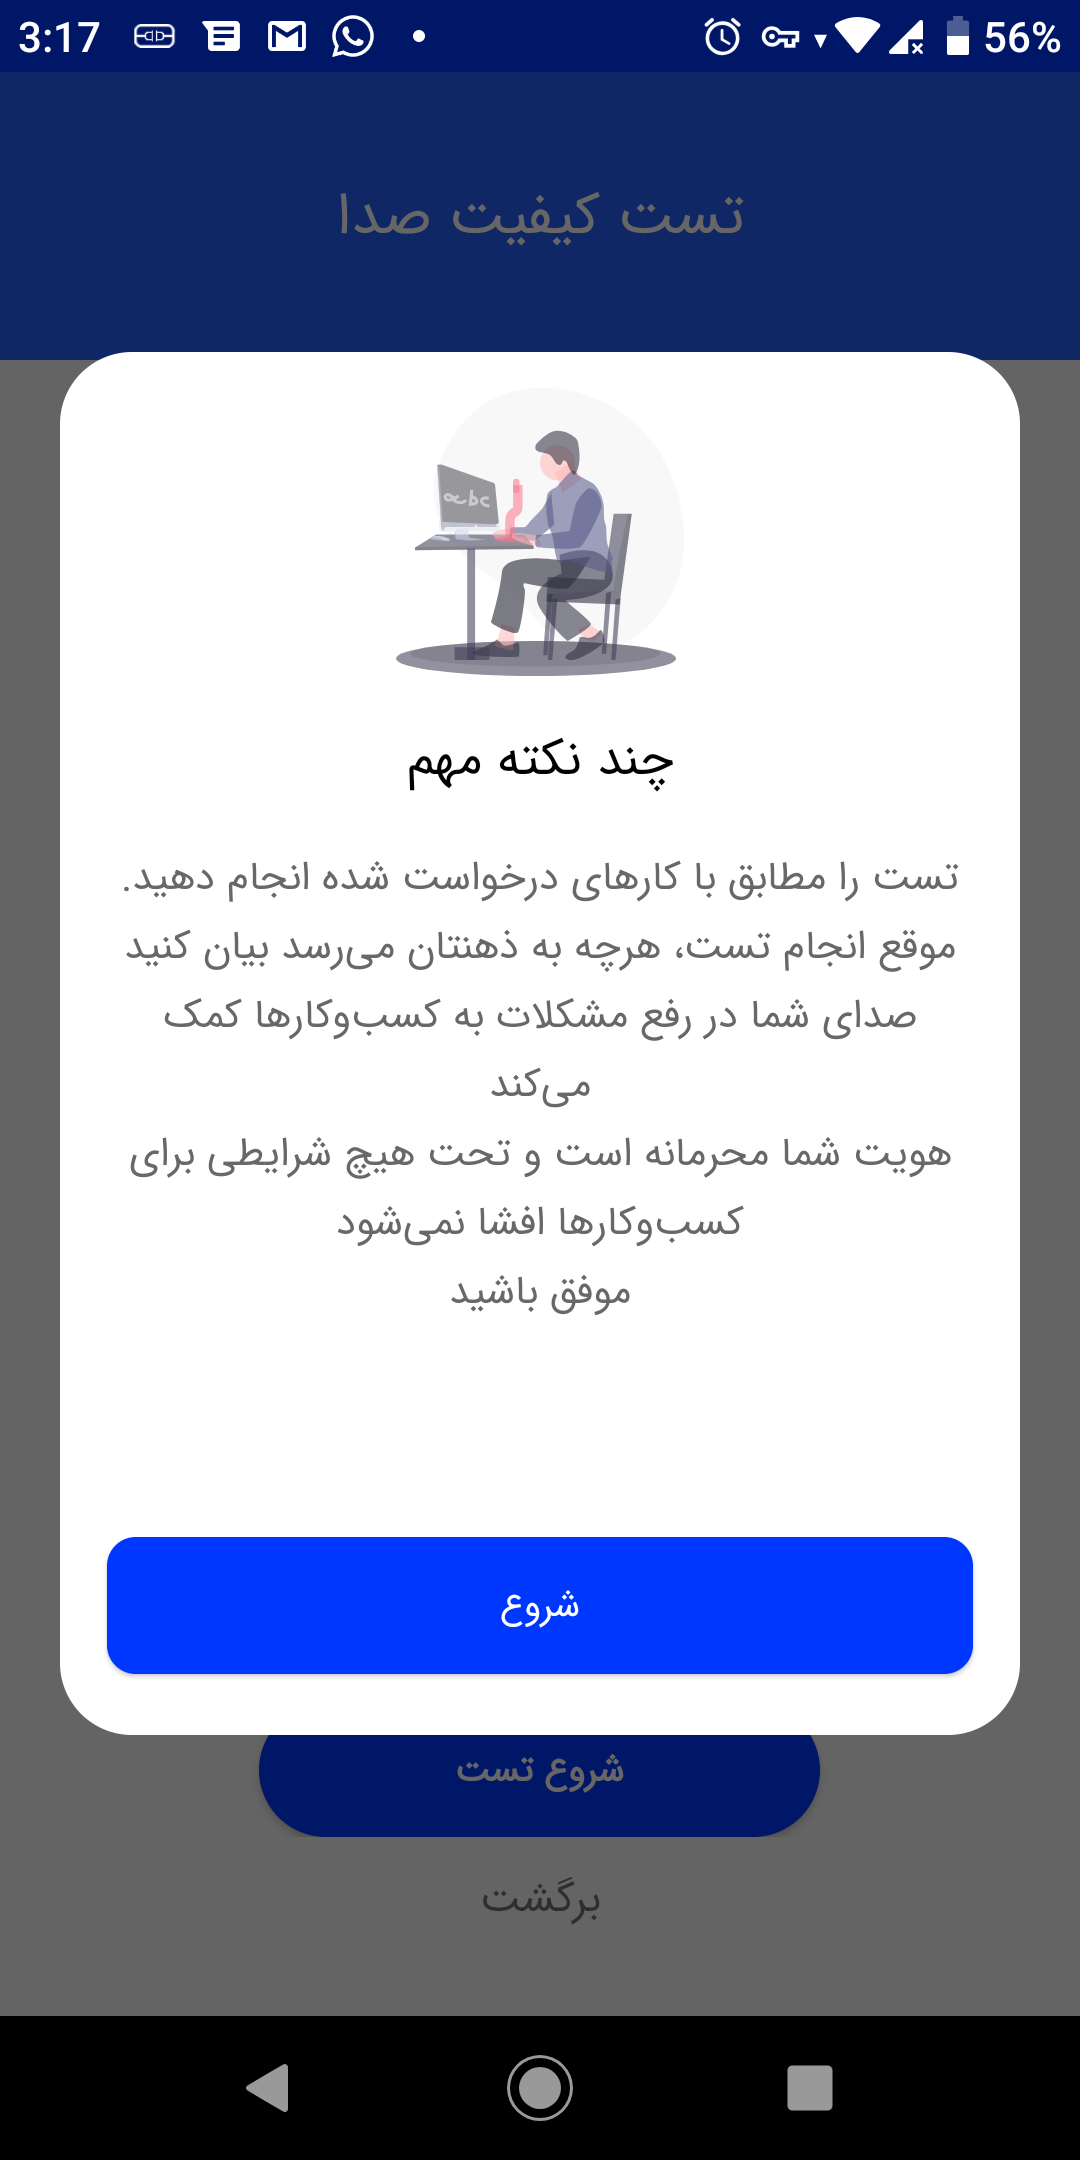 3:17
56%
تست کیفیت صدا
abc
چند نکته مهم
تست را مطابق با کارهای درخواست شده انجام دهید.
موقع انجام تست، هرچه به ذهنتان می‌رسد بیان کنید
صدای شما در رفع مشکلات به کسب‌وکارها کمک
می‌کند
هویت شما محرمانه است و تحت هیچ شرایطی برای
کسب‌وکارها افشا نمی‌شود
موفق باشید
شروع
شروع تست
برگشت